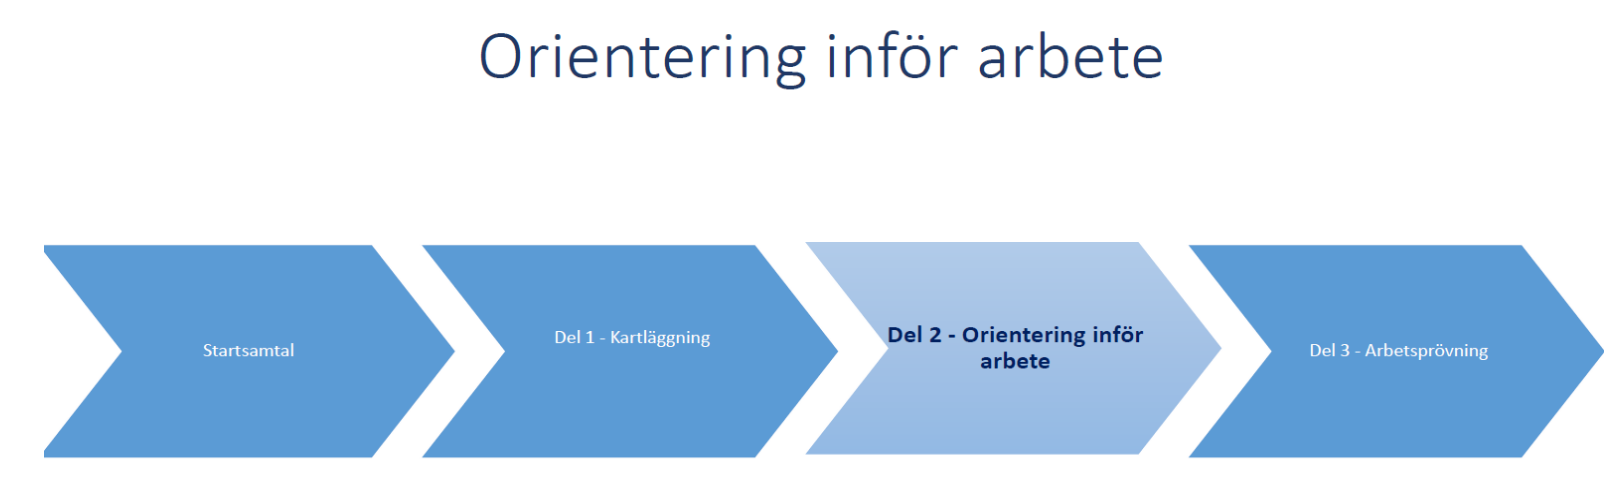 Orientering inför arbete
Startsamtal
Del 1 - Kartläggning
Del 2 - Orientering inför
arbete
Del 3 - Arbetsprövning